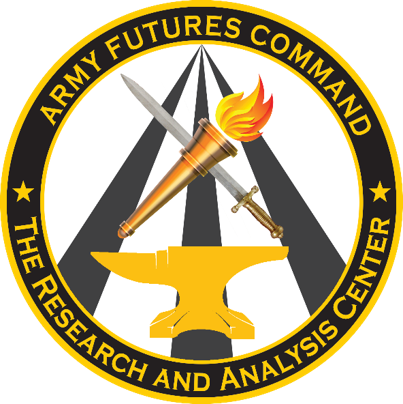 ARMY FUTURES COMMAND
THE RESEARCH AND ANALYSIS CENTER